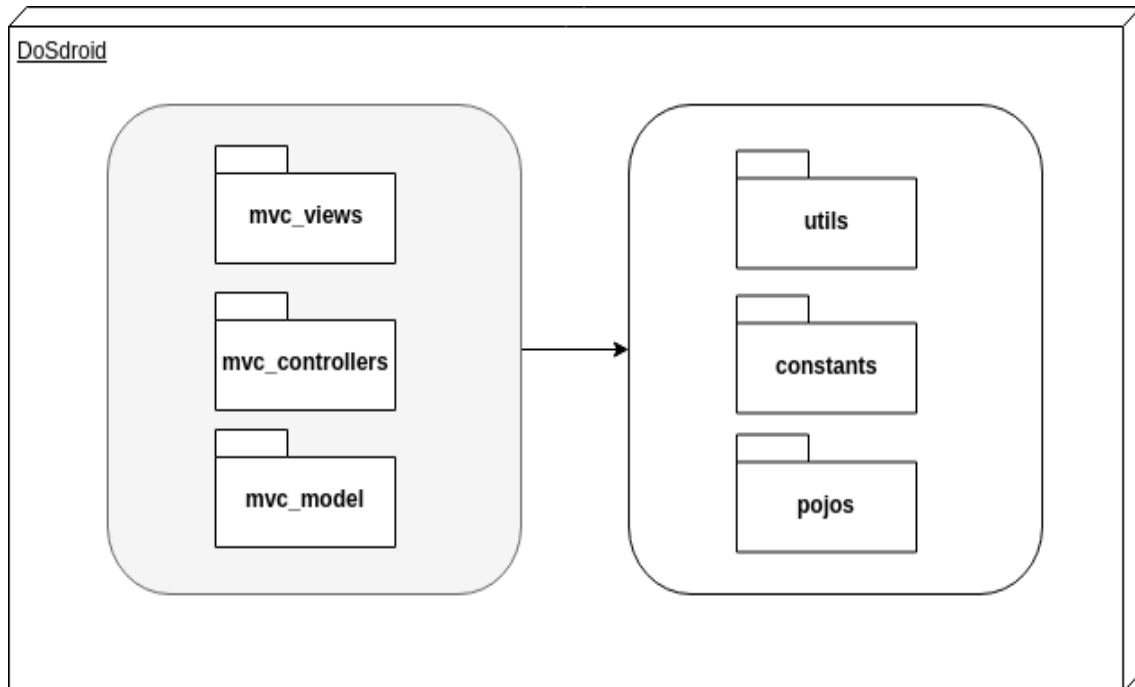 DoSdroid
mvc_views
mvc_controllers
mvc_model
utils
constants
pojos